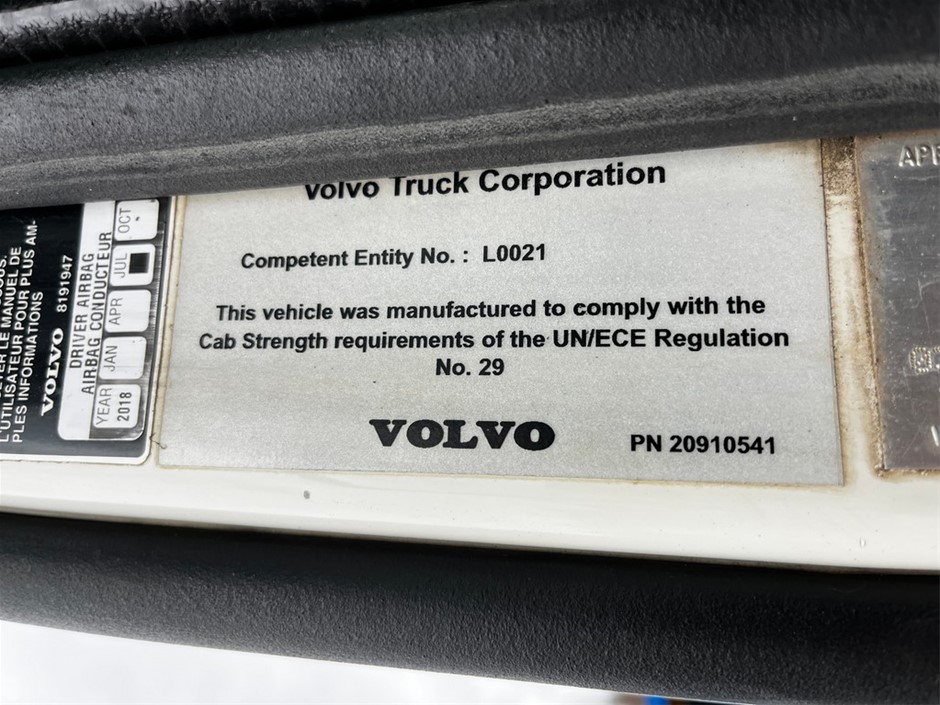 Volvo Truck Corporation
Competent Entity No. : L0021
This vehicle was manufactured to comply with the
Cab Strength requirements of the UN/ECE Regulation
No. 29
VOLVO PN 20910541
L'UTILISATEUR POUR PLUS AM-
PLES INFORMATIONS
VOLVO 8191947
DRIVER AIRBAG
AIRBAG CONDUCTEUR
YEAR JAN APR JUL OCT
2018